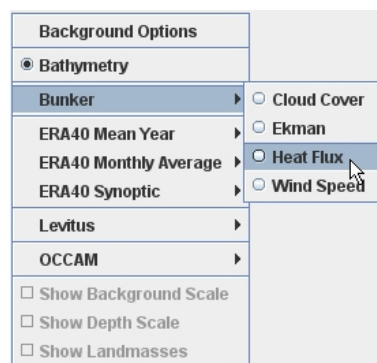 Background Options
Bathymetry
Bunker
ERA40 Mean Year
ERA40 Monthly Average
ERA40 Synoptic
Levitus
OCCAM
Show Background Scale
Show Depth Scale
Show Landmasses
Cloud Cover
Ekman
Heat Flux
Wind Speed